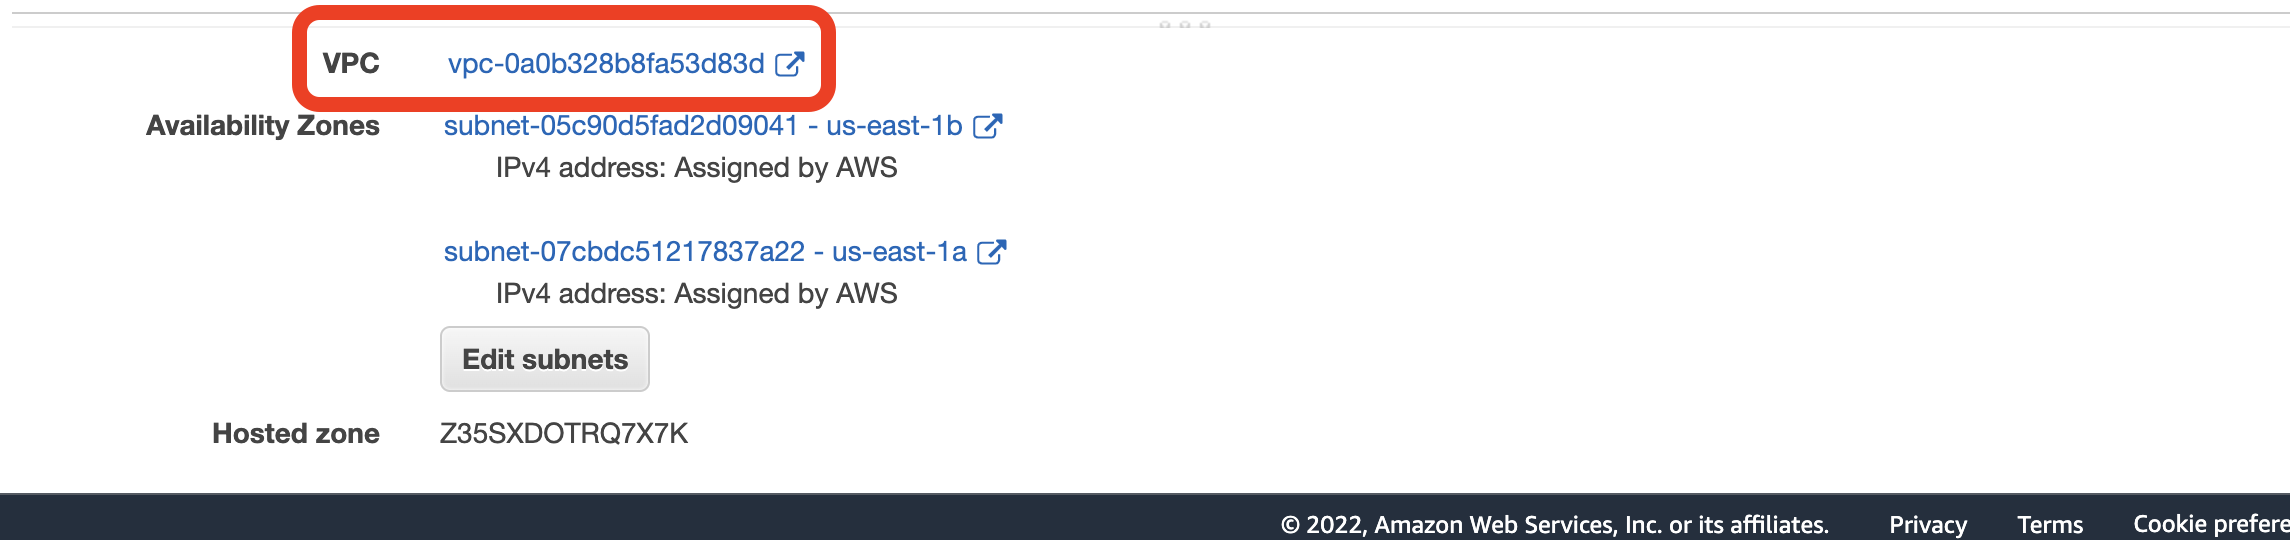 VPC vpc-0a0b328b8fa53d83d
Availability Zones subnet-05c90d5fad2d09041 - us-east-1b
IPv4 address: Assigned by AWS
subnet-07cbdc51217837a22 - us-east-1a
IPv4 address: Assigned by AWS
Edit subnets
Hosted zone Z35SXDOTRQ7X7K
© 2022, Amazon Web Services, Inc. or its affiliates. Privacy Terms Cookie prefere